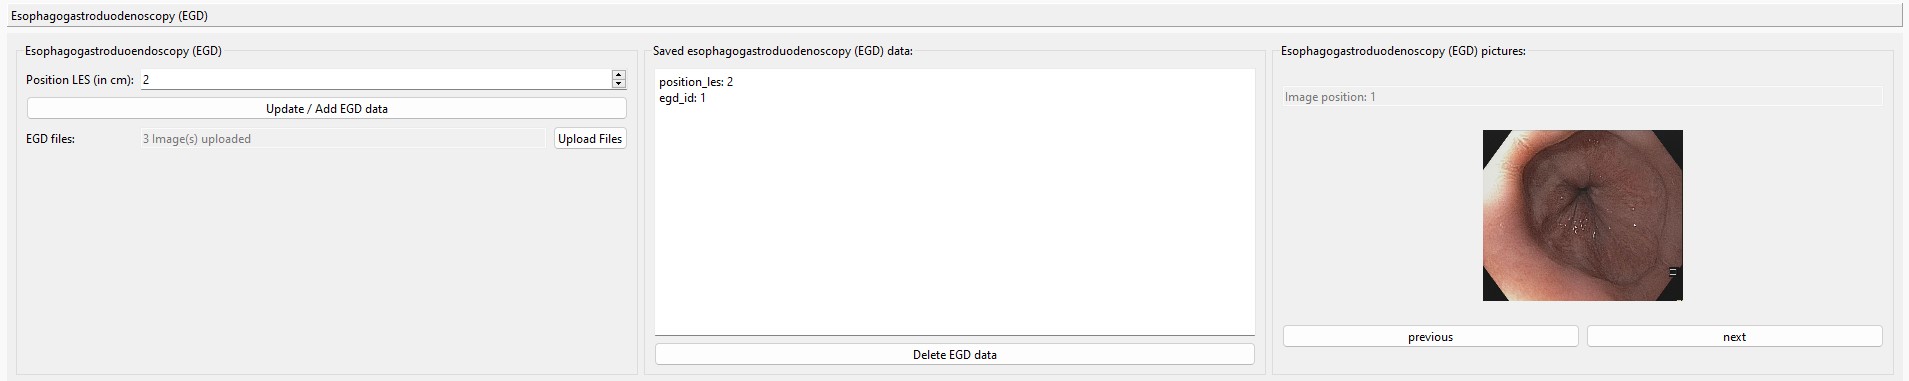 Esophagogastroduodenoscopy (EGD)
Esophagogastroduoendoscopy (EGD)
Position LES (in cm): 2
Update / Add EGD data
EGD files: 3 Image(s) uploaded Upload Files
Saved esophagogastroduodenoscopy (EGD) data:
position_les: 2
egd_id: 1
Delete EGD data
Esophagogastroduodenoscopy (EGD) pictures:
Image position: 1
previous next